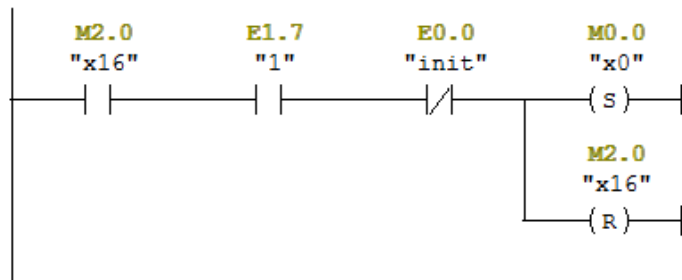 M2.0 E1.7 E0.0 M0.0
"x16" "1" "init" "x0"
S
M2.0
"x16"
R